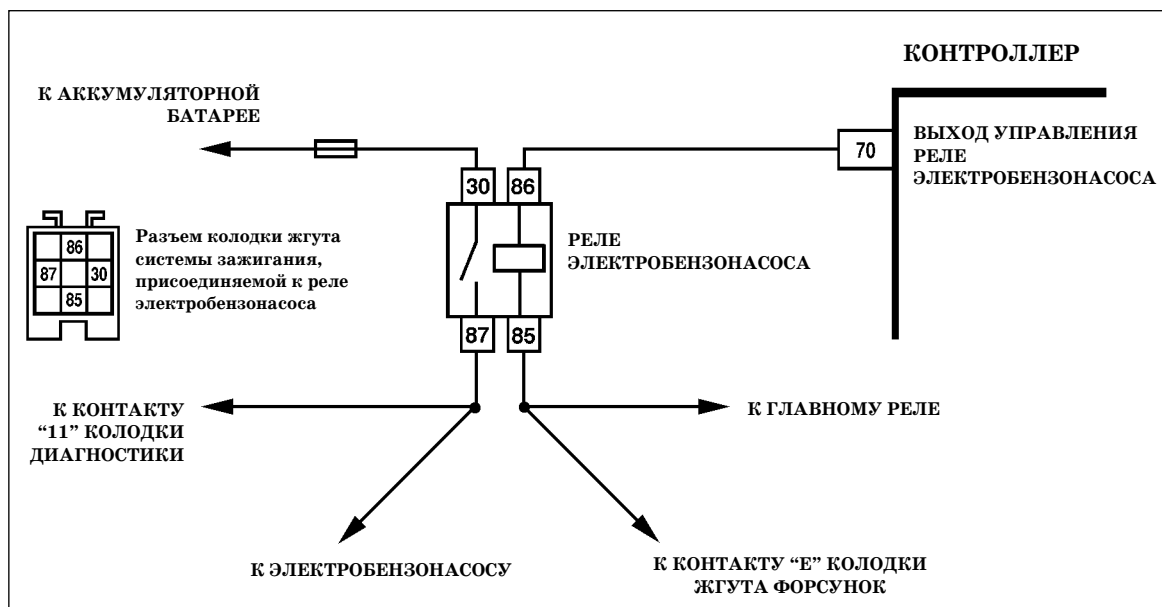 КОНТРОЛЛЕР
К АККУМУЛЯТОРНОЙ
БАТАРЕЕ
70
ВЫХОД УПРАВЛЕНИЯ
РЕЛЕ
ЭЛЕКТРОБЕНЗОНАСОСА
30
86
86
87
30
85
Разъем колодки жгута
системы зажигания,
присоединяемой к реле
электробензонасоса
РЕЛЕ
ЭЛЕКТРОБЕНЗОНАСОСА
87
85
К КОНТАКТУ
“11” КОЛОДКИ
ДИАГНОСТИКИ
К ГЛАВНОМУ РЕЛЕ
К ЭЛЕКТРОБЕНЗОНАСОСУ
К КОНТАКТУ “Е” КОЛОДКИ
ЖГУТА ФОРСУНОК